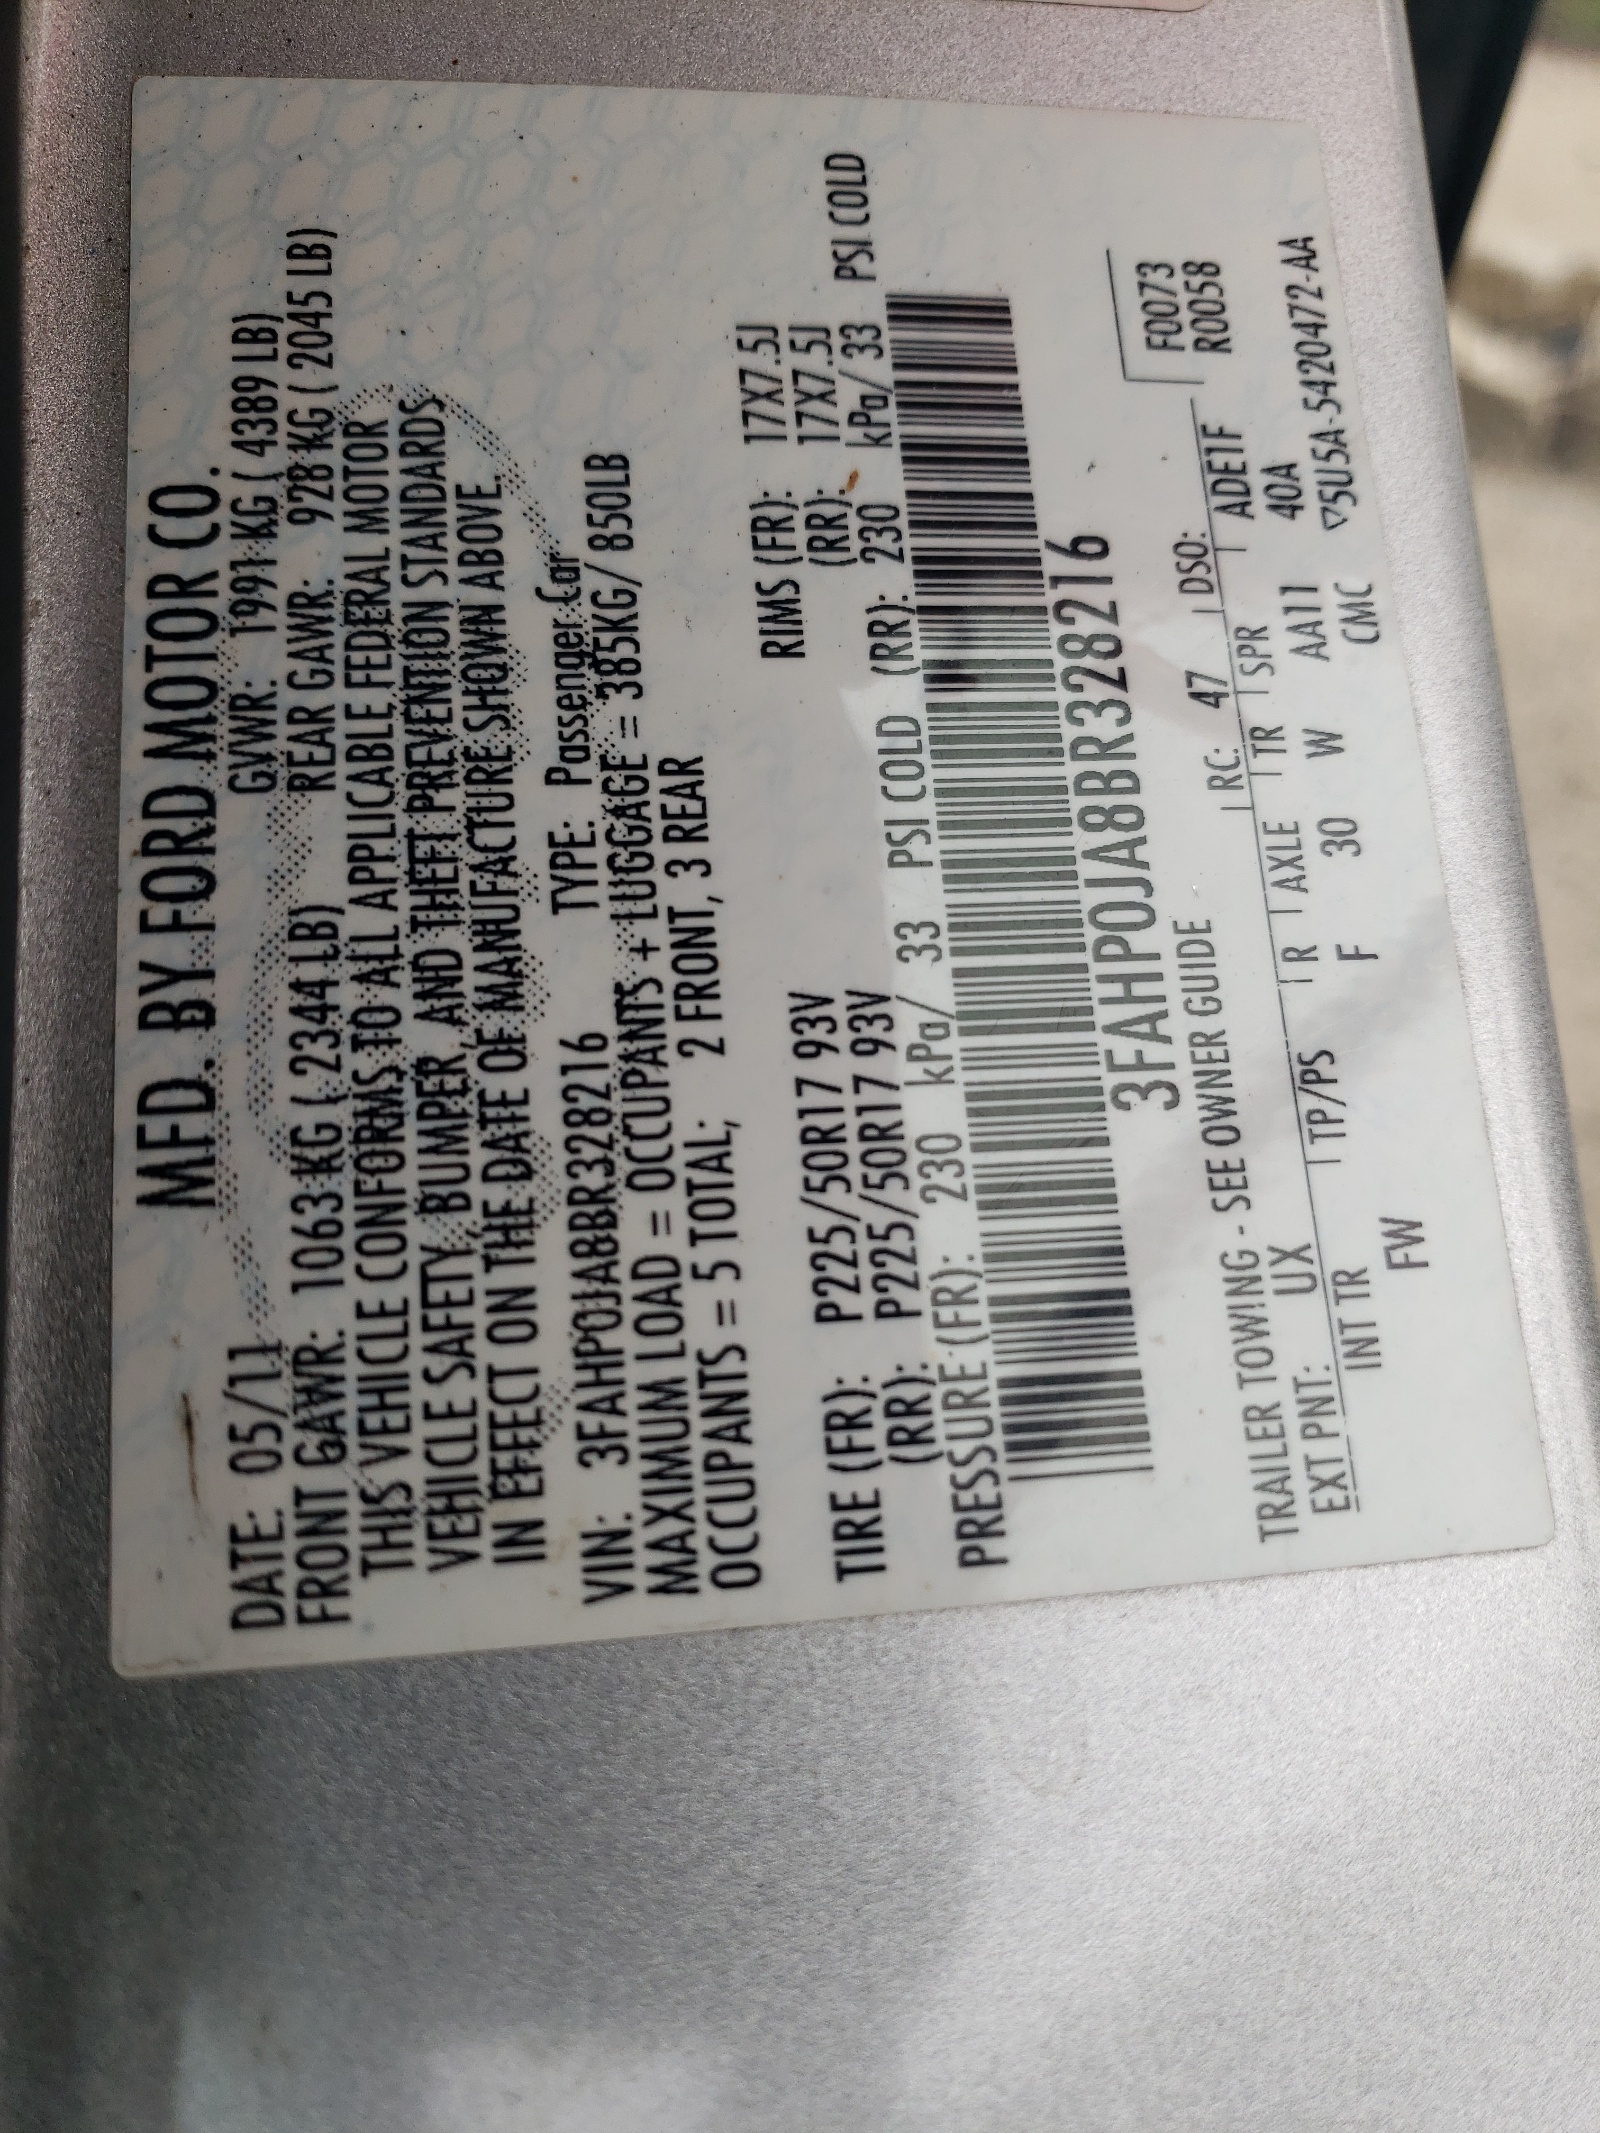 MFD. BY FORD MOTOR CO.
DATE: 05/11 GVWR: 1991 KG ( 4389 LB)
FRONT GAWR: 1063 KG ( 2344 LB) REAR GAWR: 928 KG ( 2045 LB)
THIS VEHICLE CONFORMS TO ALL APPLICABLE FEDERAL MOTOR
VEHICLE SAFETY, BUMPER, AND THEFT PREVENTION STANDARDS
IN EFFECT ON THE DATE OF MANUFACTURE SHOWN ABOVE.
VIN: 3FAHP0JA8BR328216 TYPE: Passenger Car
MAXIMUM LOAD = OCCUPANTS + LUGGAGE = 385KG/ 850LB
OCCUPANTS = 5 TOTAL; 2 FRONT, 3 REAR
RIMS (FR): 17X7.5J
TIRE (FR): P225/50R17 93V (RR): 17X7.5J
(RR): P225/50R17 93V
PRESSURE (FR): 230 kPa/ 33 PSI COLD (RR): 230 kPa/ 33 PSI COLD
3FAHP0JA8BR328216
TRAILER TOWING - SEE OWNER GUIDE
F0073
R0058
EXT PNT: UX RC: 47 DSO:
INT TR TP/PS R AXLE TR SPR ADE1F
FW F 30 W AA11 40A
CMC ▽5U5A-5420472-AA